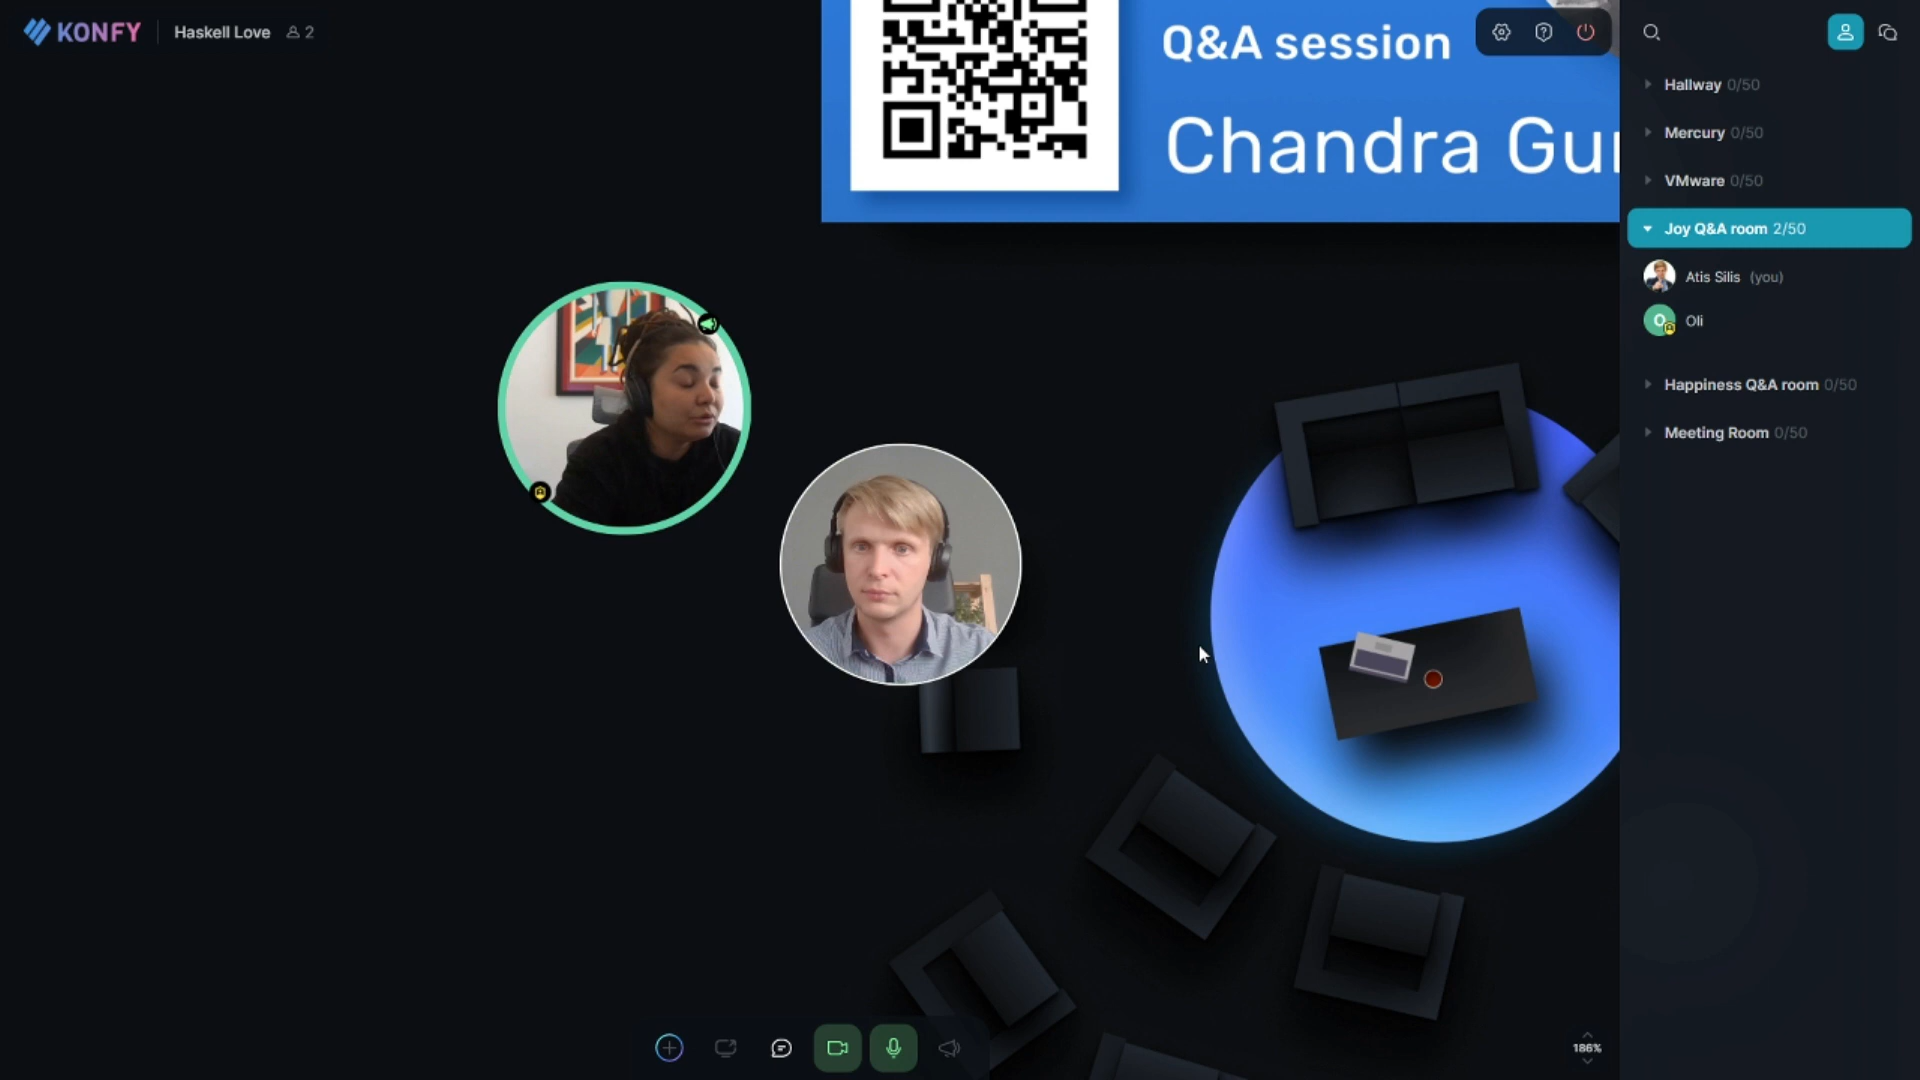 KONFY
Haskell Love 2
Q&A session
Chandra Gu
Hallway 0/50
Mercury 0/50
VMware 0/50
Joy Q&A room 2/50
Atis Silis (you)
O Oli
Happiness Q&A room 0/50
Meeting Room 0/50
186%